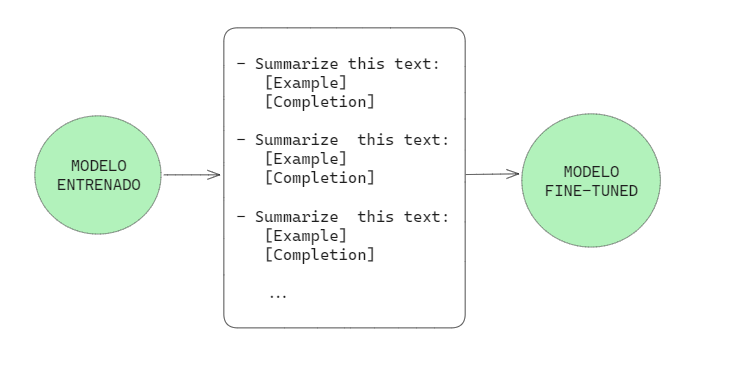 MODELO
ENTRENADO
- Summarize this text:
[Example]
[Completion]
- Summarize  this text:
[Example]
[Completion]
- Summarize  this text:
[Example]
[Completion]
...
MODELO
FINE-TUNED